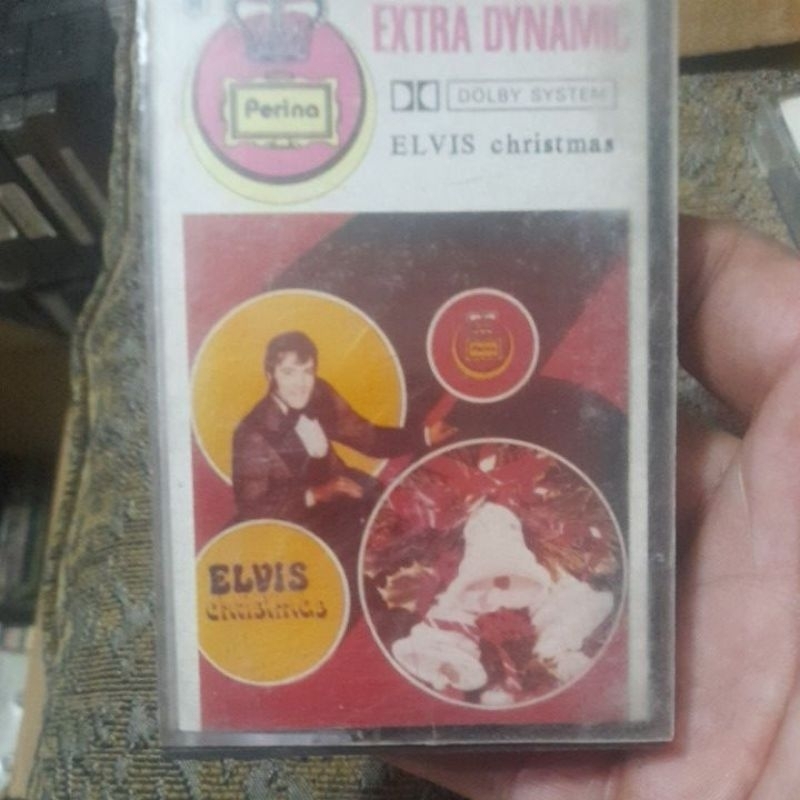 EXTRA DYNAMIC
Perina
DOLBY SYSTEM
ELVIS christmas
ELVIS
CHRISTMAS